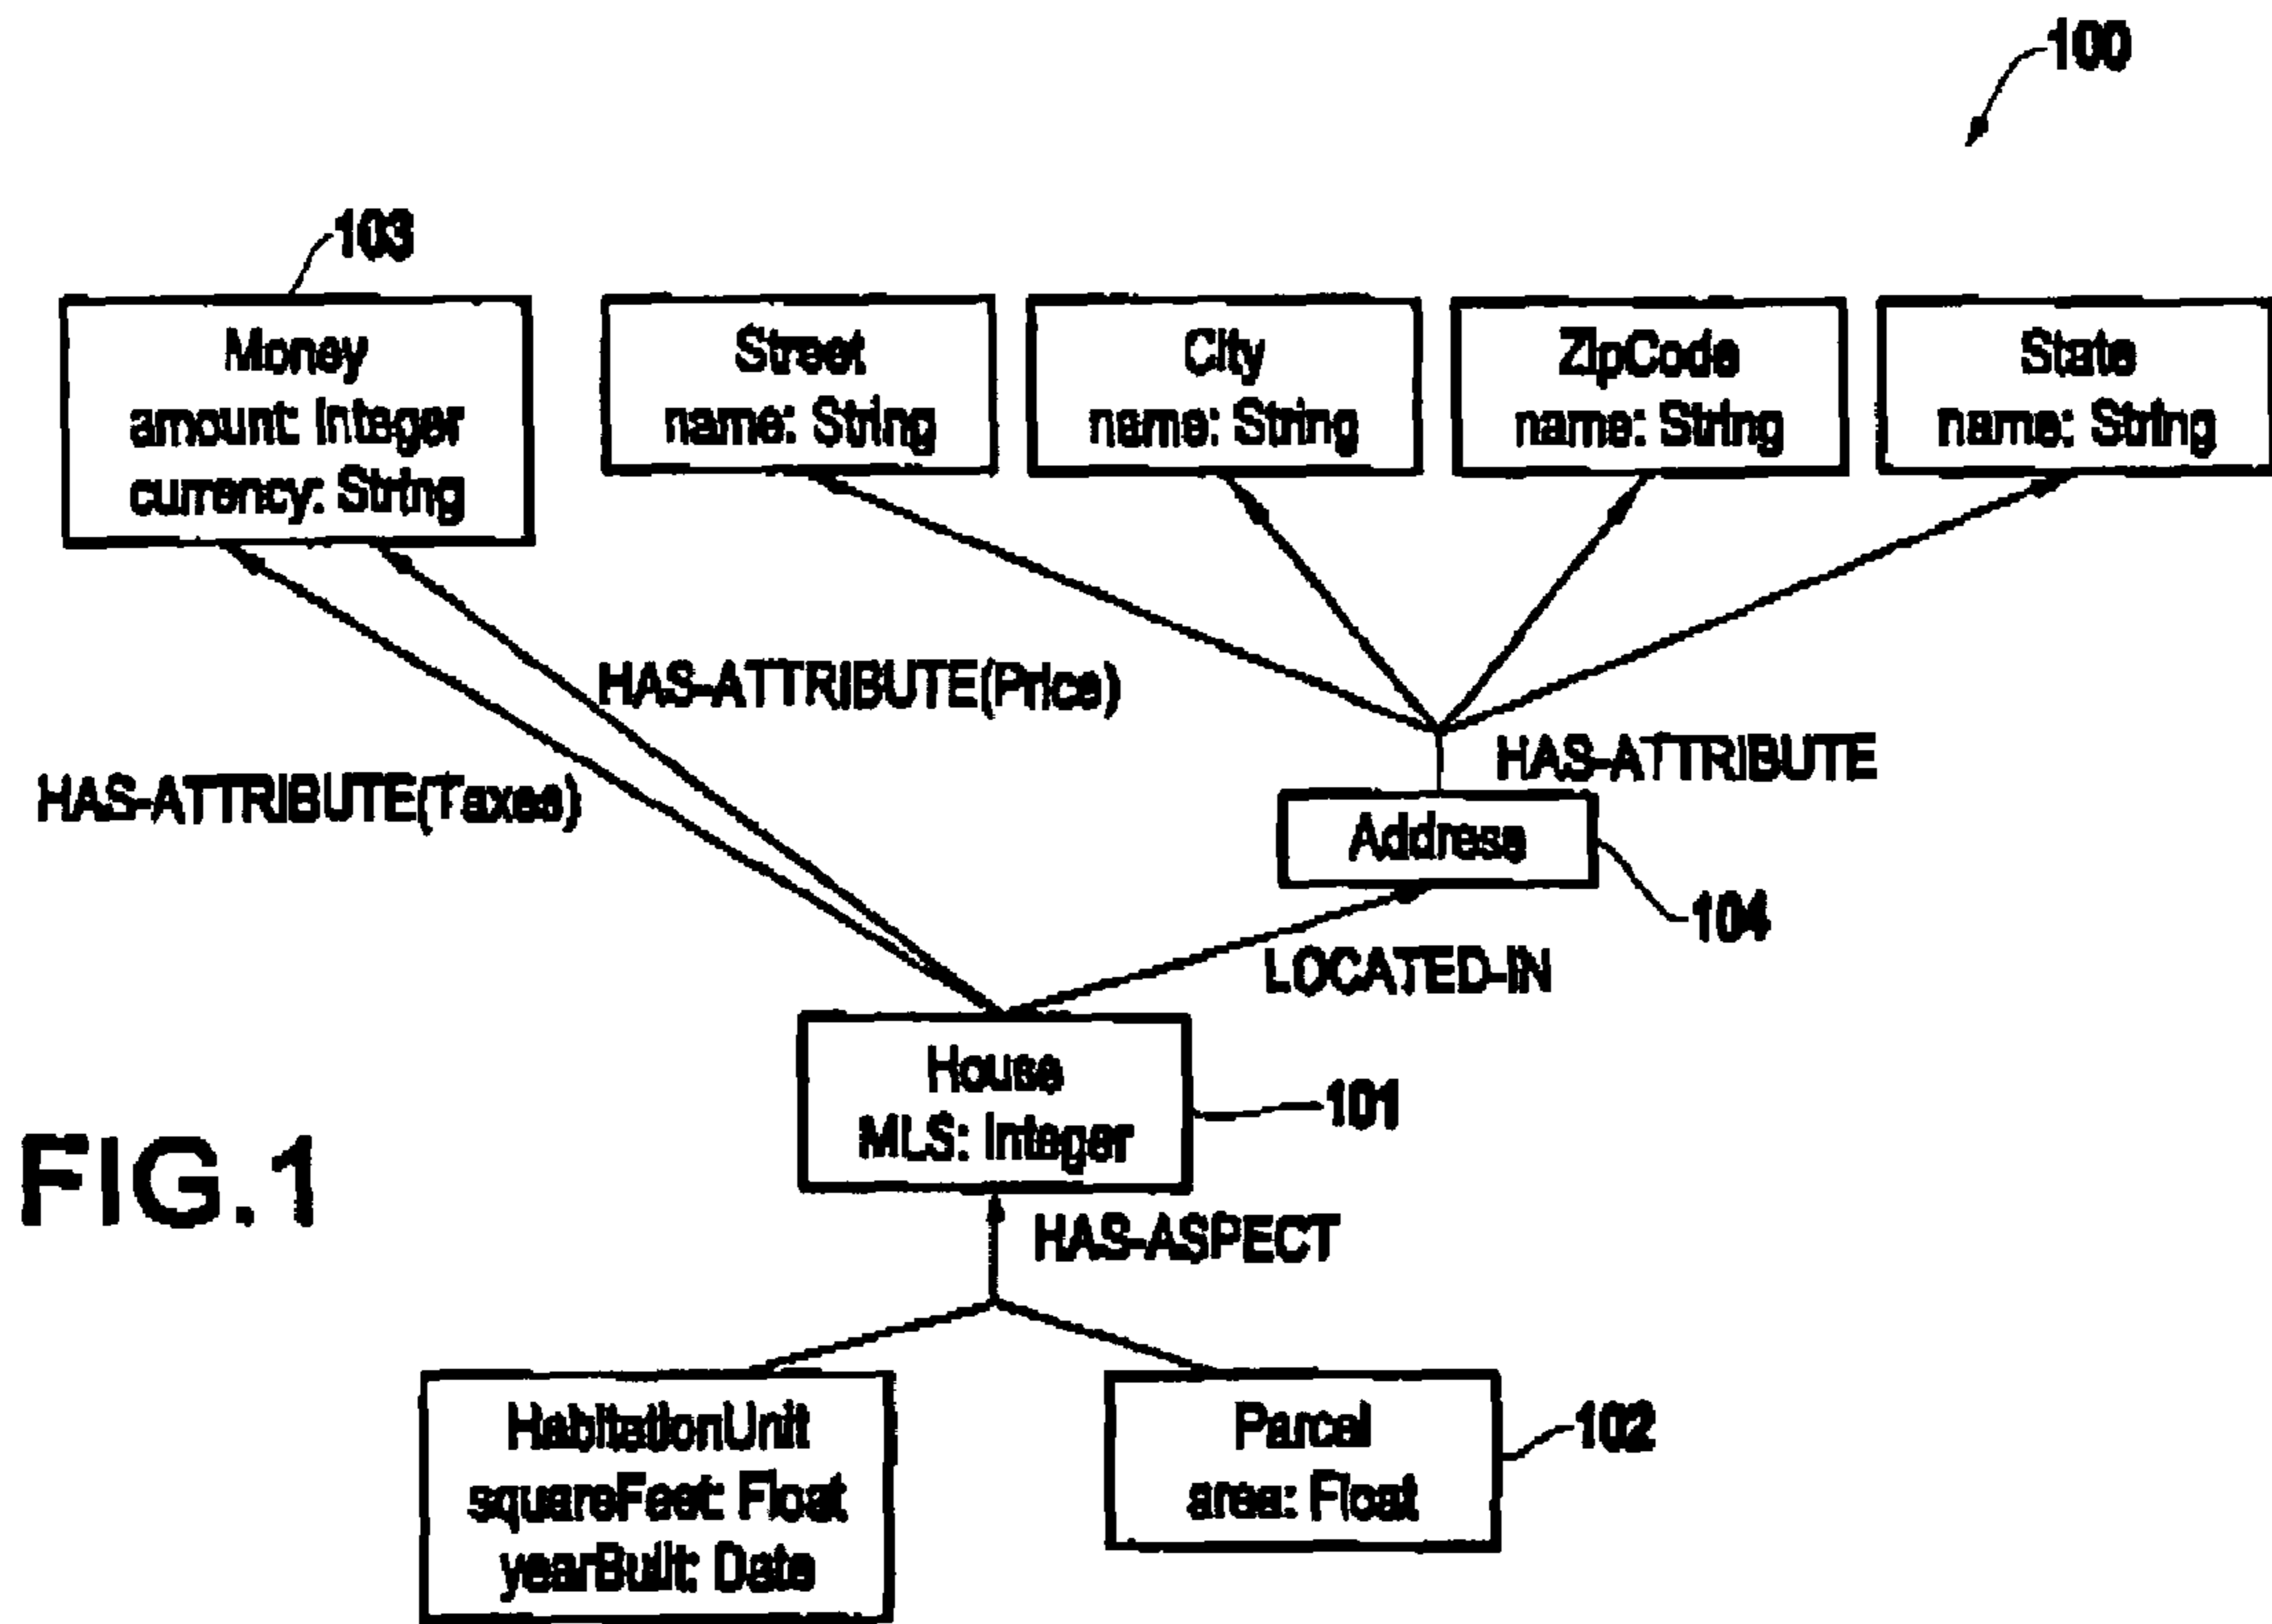 100
103
Money
amount: Integer
currency: String
Street
name: String
City
name: String
ZipCode
name: String
State
name: String
HAS-ATTRIBUTE(Price)
HAS-ATTRIBUTE(Taxes)
HAS-ATTRIBUTE
Address
104
LOCATED-IN
House
MLS: Integer
101
FIG.1
HAS-ASPECT
HabitationUnit
squareFeet: Float
yearBuilt: Date
Parcel
area: Float
102